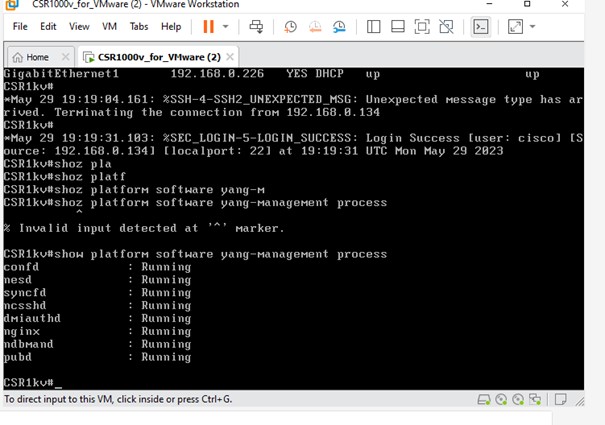 CSR1000v_for_VMware (2) - VMware Workstation
File Edit View VM Tabs Help
Home
CSR1000v_for_VMware (2)
GigabitEthernet1 192.168.0.226 YES DHCP up up
CSR1kv#
*May 29 19:19:04.161: %SSH-4-SSH2_UNEXPECTED_MSG: Unexpected message type has ar
rived. Terminating the connection from 192.168.0.134
CSR1kv#
*May 29 19:19:31.103: %SEC_LOGIN-5-LOGIN_SUCCESS: Login Success [user: cisco] [S
ource: 192.168.0.134] [localport: 22] at 19:19:31 UTC Mon May 29 2023
CSR1kv#shoz pla
CSR1kv#shoz platf
CSR1kv#shoz platform software yang-m
CSR1kv#shoz platform software yang-management process
^
% Invalid input detected at '^' marker.
CSR1kv#show platform software yang-management process
confd : Running
nesd : Running
syncfd : Running
ncsshd : Running
dmiauthd : Running
nginx : Running
ndbmand : Running
pubd : Running
CSR1kv#_
To direct input to this VM, click inside or press Ctrl+G.